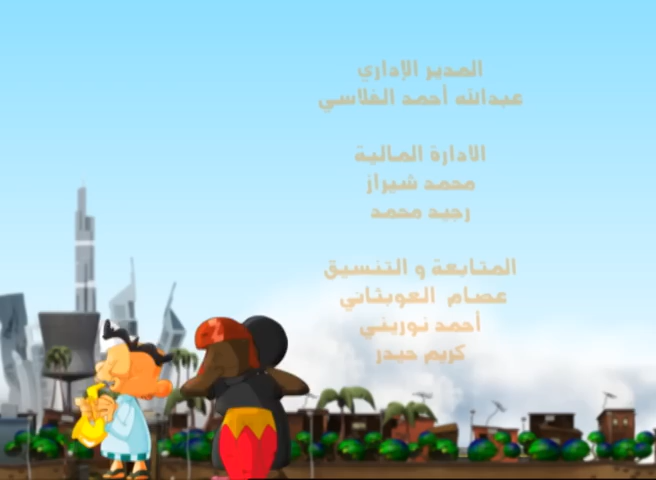 المدير الإداري
عبدالله أحمد الفلاسي
الادارة المالية
محمد شيراز
رجيد محمد
المتابعة و التنسيق
عصام العوبثاني
أحمد نوريني
كريم حيدر